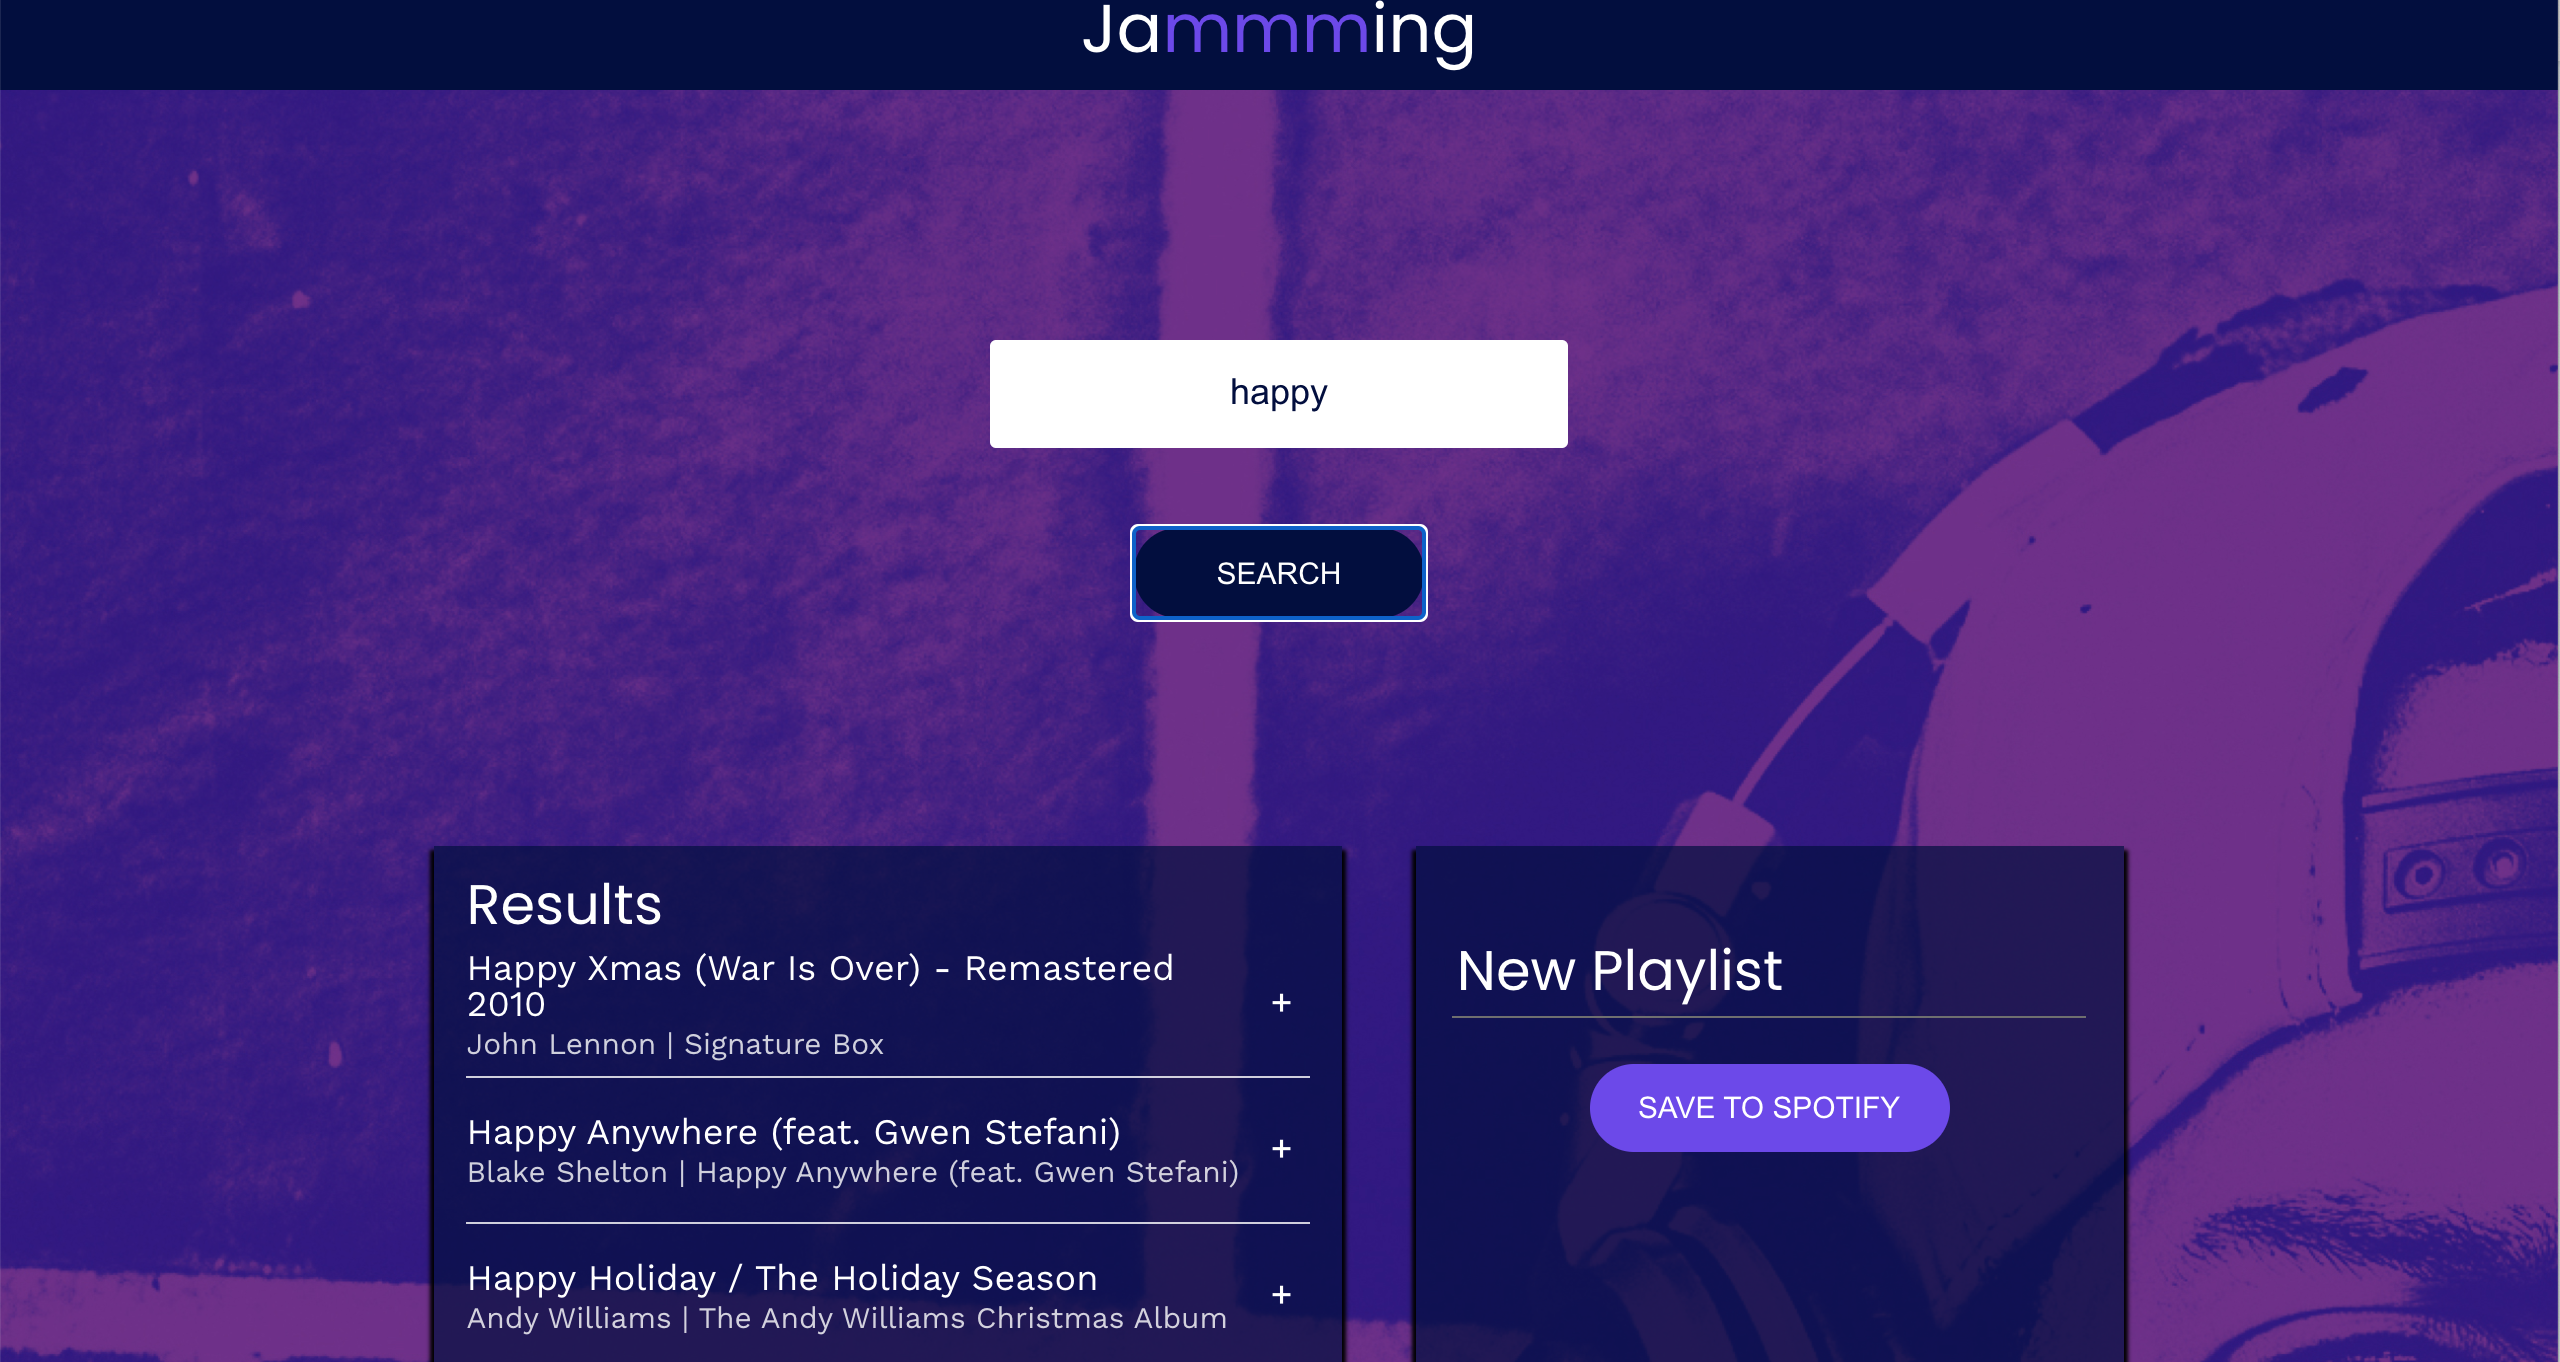 Jammming
happy
SEARCH
Results
Happy Xmas (War Is Over) - Remastered
2010
+
John Lennon | Signature Box
Happy Anywhere (feat. Gwen Stefani)
+
Blake Shelton | Happy Anywhere (feat. Gwen Stefani)
Happy Holiday / The Holiday Season
+
Andy Williams | The Andy Williams Christmas Album
New Playlist
SAVE TO SPOTIFY